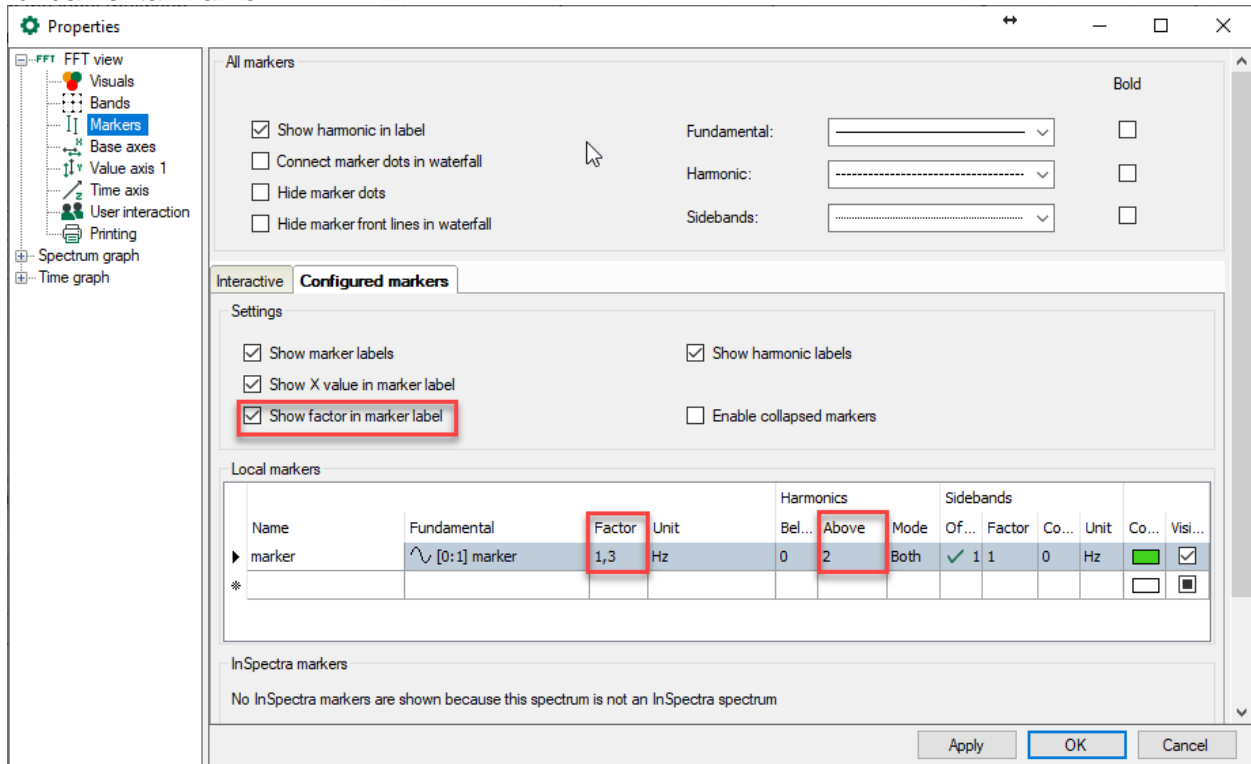 Properties
FFT FFT view
Visuals
Bands
Markers
Base axes
Value axis 1
Time axis
User interaction
Printing
Spectrum graph
Time graph
All markers
Bold
Show harmonic in label
Fundamental:
Connect marker dots in waterfall
Harmonic:
Hide marker dots
Sidebands:
Hide marker front lines in waterfall
Interactive Configured markers
Settings
Show marker labels Show harmonic labels
Show X value in marker label
Show factor in marker label Enable collapsed markers
Local markers
Harmonics Sidebands
Name Fundamental Factor Unit Bel... Above Mode Of... Factor Co... Unit Co... Visi...
marker [0:1] marker 1,3 Hz 0 2 Both 1 1 0 Hz
InSpectra markers
No InSpectra markers are shown because this spectrum is not an InSpectra spectrum
Apply OK Cancel